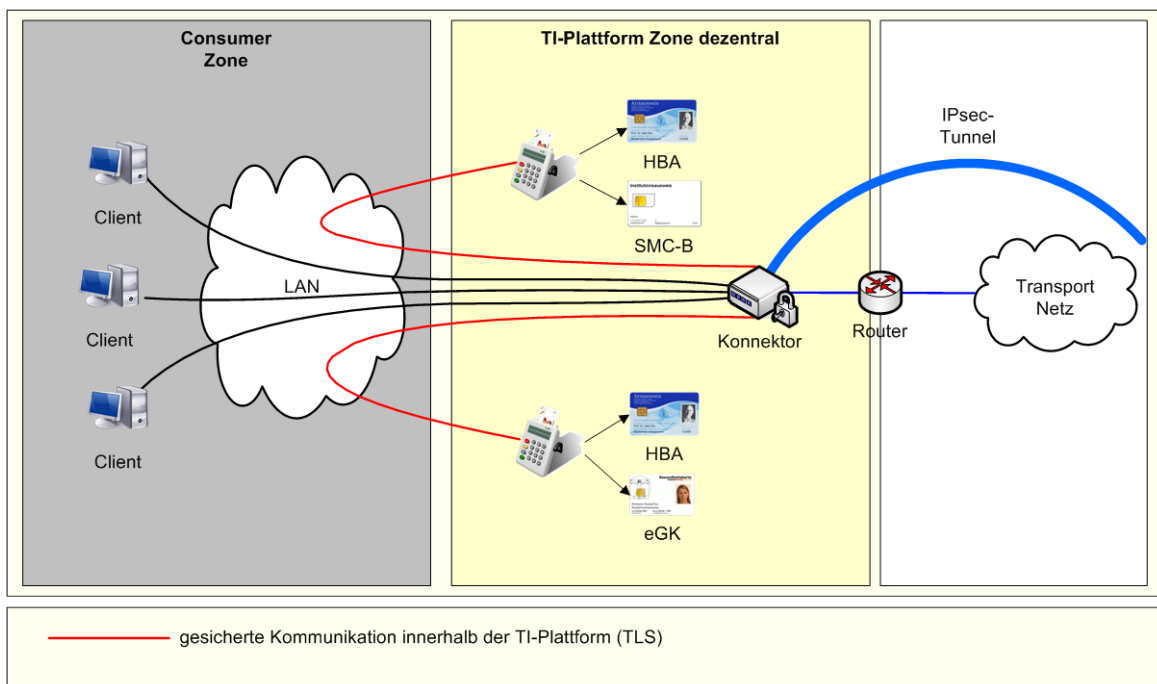 Consumer
Zone
TI-Plattform Zone dezentral
IPsec-
Tunnel
HBA
Institutionsausweis
SMC-B
Client
Client
Client
LAN
Konnektor
Router
Transport
Netz
HBA
eGK
gesicherte Kommunikation innerhalb der TI-Plattform (TLS)